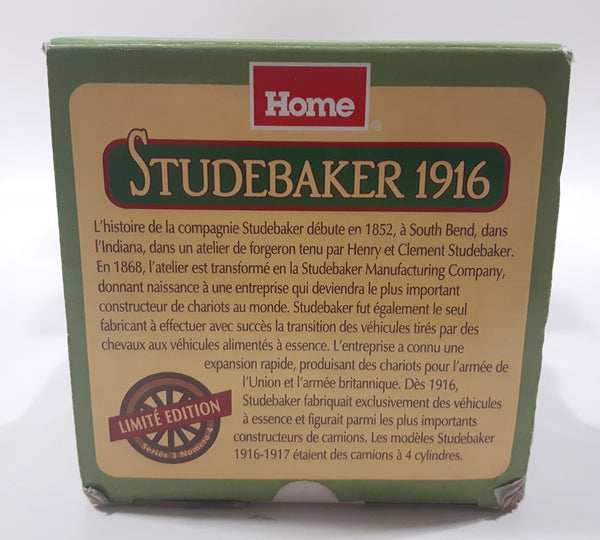 Home
®
STUDEBAKER 1916
L'histoire de la compagnie Studebaker débute en 1852, à South Bend, dans
l'Indiana, dans un atelier de forgeron tenu par Henry et Clement Studebaker.
En 1868, l'atelier est transformé en la Studebaker Manufacturing Company,
donnant naissance à une entreprise qui deviendra le plus important
constructeur de chariots au monde. Studebaker fut également le seul
fabricant à effectuer avec succès la transition des véhicules tirés par des
chevaux aux véhicules alimentés à essence. L'entreprise a connu une
expansion rapide, produisant des chariots pour l'armée de
l'Union et l'armée britannique. Dès 1916,
Studebaker fabriquait exclusivement des véhicules
à essence et figurait parmi les plus importants
constructeurs de camions. Les modèles Studebaker
1916-1917 étaient des camions à 4 cylindres.
LIMITÉ EDITION
Seriés 3 Numero 4